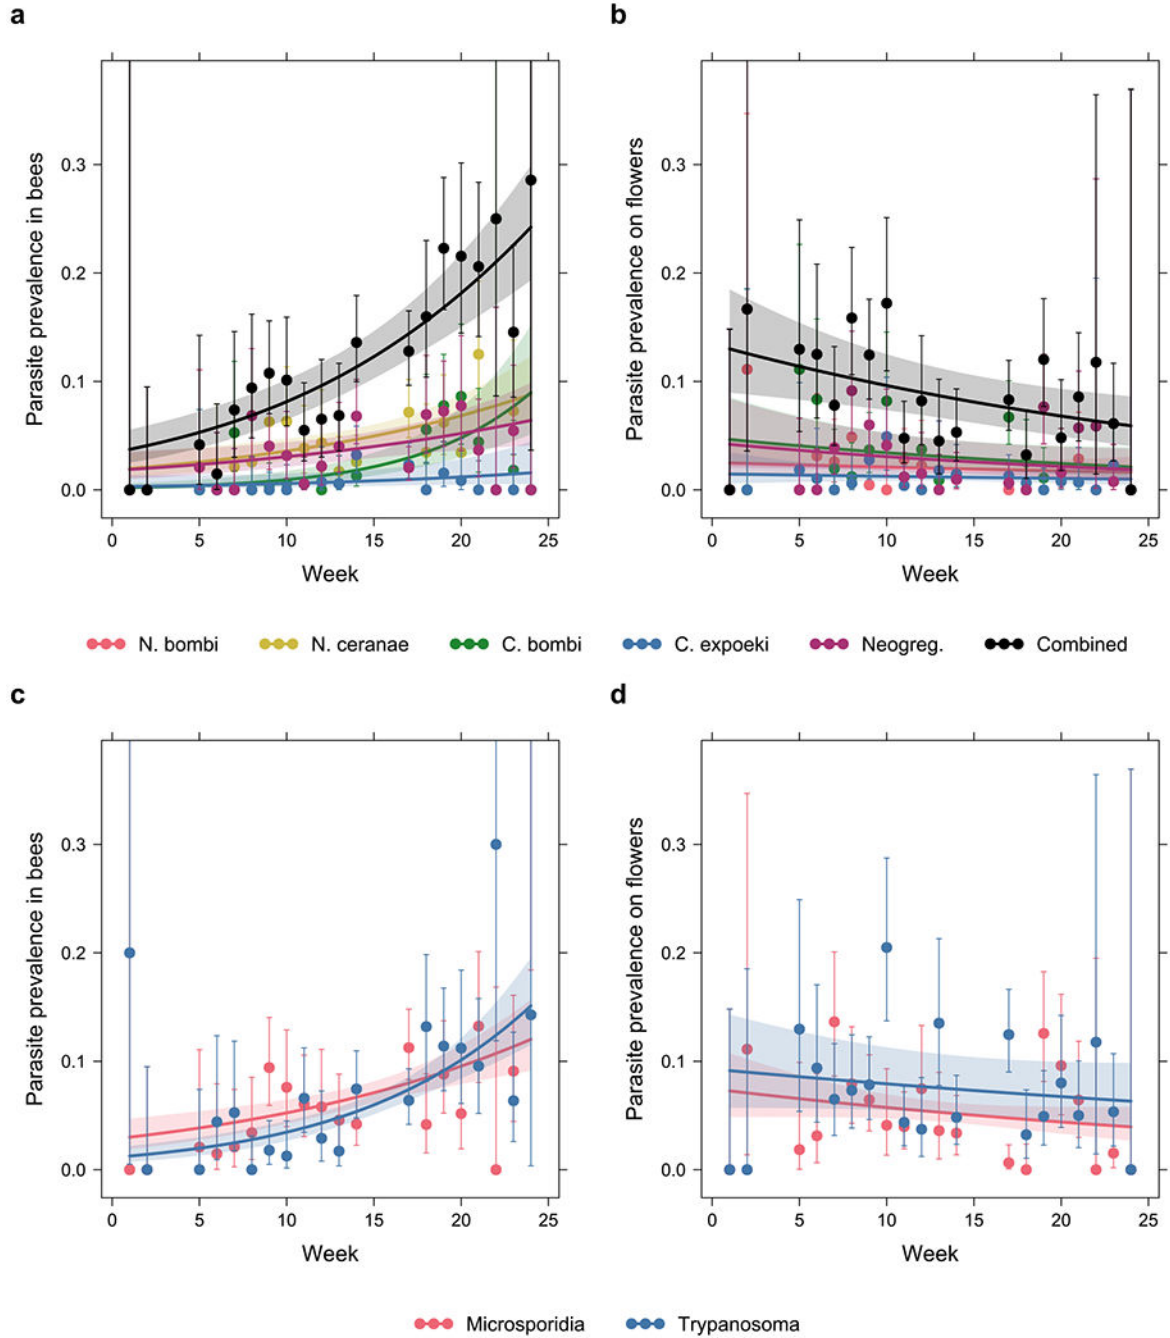 a
b
Parasite prevalence in bees
0.3
0.2
0.1
0.0
0 5 10 15 20 25
Week
Parasite prevalence on flowers
0.3
0.2
0.1
0.0
0 5 10 15 20 25
Week
N. bombi N. ceranae C. bombi C. expoeki Neogreg. Combined
c
d
Parasite prevalence in bees
0.3
0.2
0.1
0.0
0 5 10 15 20 25
Week
Parasite prevalence on flowers
0.3
0.2
0.1
0.0
0 5 10 15 20 25
Week
Microsporidia Trypanosoma